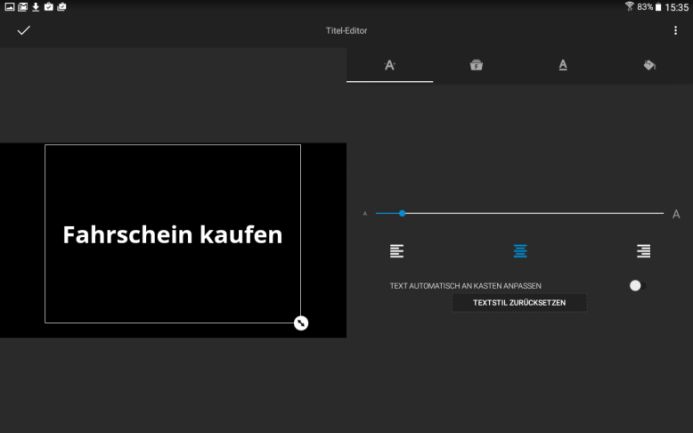 83% 15:35
Titel-Editor
A A A
Fahrschein kaufen
A A
TEXT AUTOMATISCH AN KASTEN ANPASSEN
TEXTSTIL ZURÜCKSETZEN